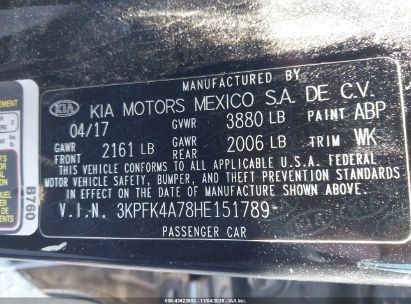 MANUFACTURED BY
KIA KIA MOTORS MEXICO S.A. DE C.V.
04/17 GVWR 3880 LB PAINT ABP
GAWR FRONT 2161 LB GAWR REAR 2006 LB TRIM WK
THIS VEHICLE CONFORMS TO ALL APPLICABLE U.S.A. FEDERAL
MOTOR VEHICLE SAFETY, BUMPER, AND THEFT PREVENTION STANDARDS
IN EFFECT ON THE DATE OF MANUFACTURE SHOWN ABOVE.
V.I.N. 3KPFK4A78HE151789
PASSENGER CAR
B760